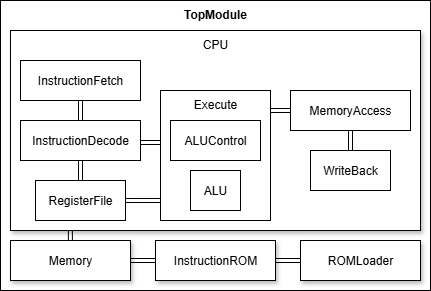 TopModule
CPU
InstructionFetch
Execute
MemoryAccess
InstructionDecode
ALUControl
WriteBack
RegisterFile
ALU
Memory
InstructionROM
ROMLoader